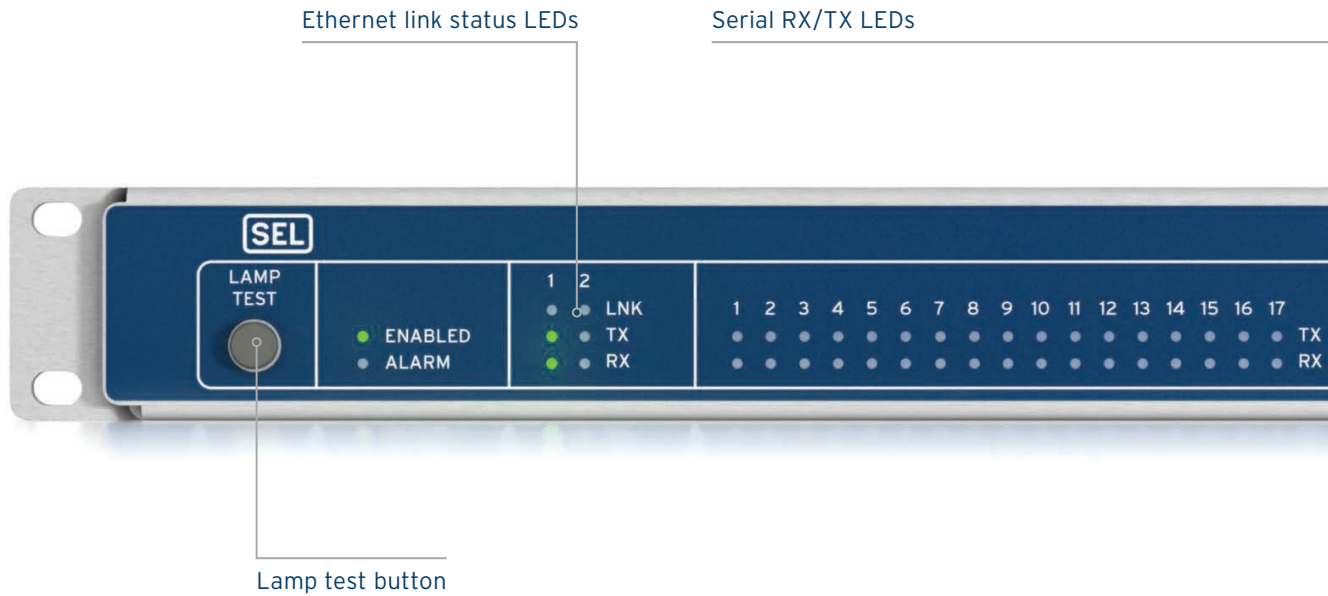 Ethernet link status LEDs
Serial RX/TX LEDs
SEL
LAMP
TEST
ENABLED
ALARM
1 2
LNK
TX
RX
1 2 3 4 5 6 7 8 9 10 11 12 13 14 15 16 17
TX
RX
Lamp test button